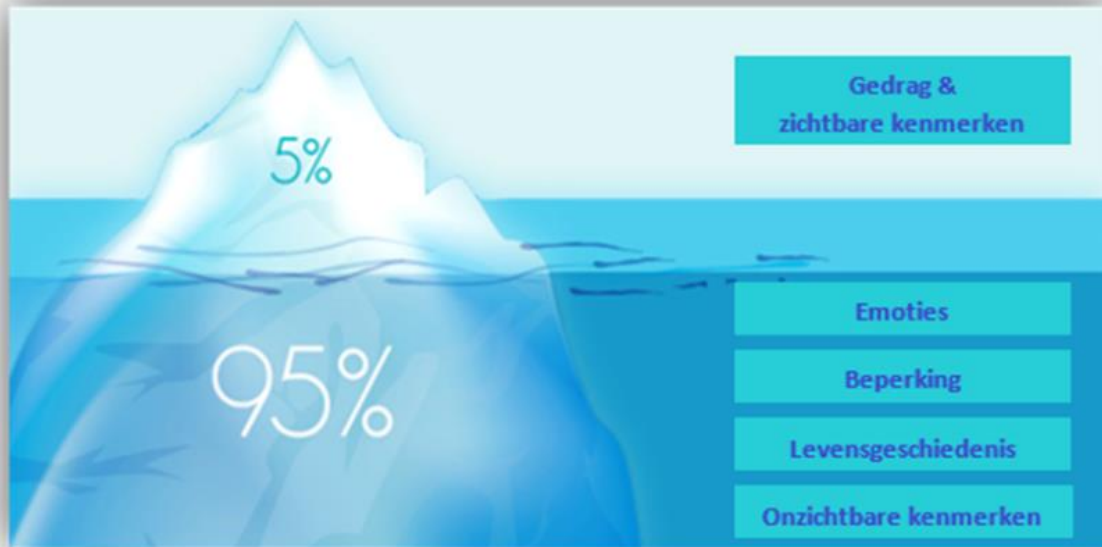 Gedrag &
zichtbare kenmerken
5%
Emoties
95%
Beperking
Levensgeschiedenis
Onzichtbare kenmerken